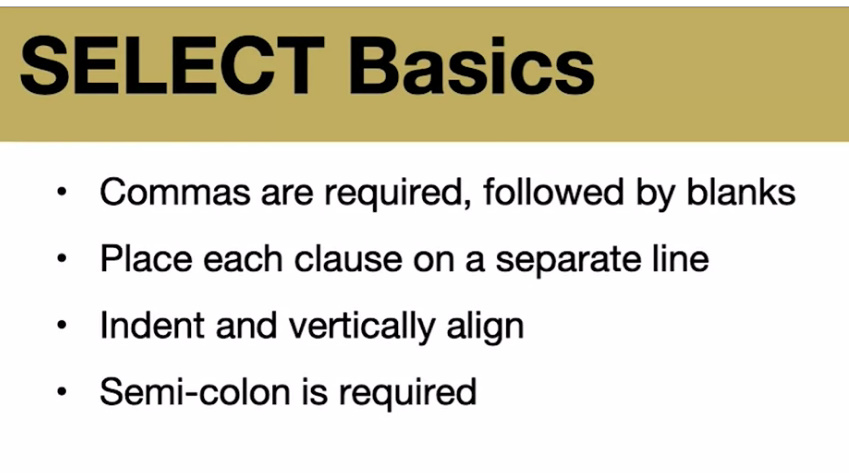 SELECT Basics
• Commas are required, followed by blanks
• Place each clause on a separate line
• Indent and vertically align
• Semi-colon is required